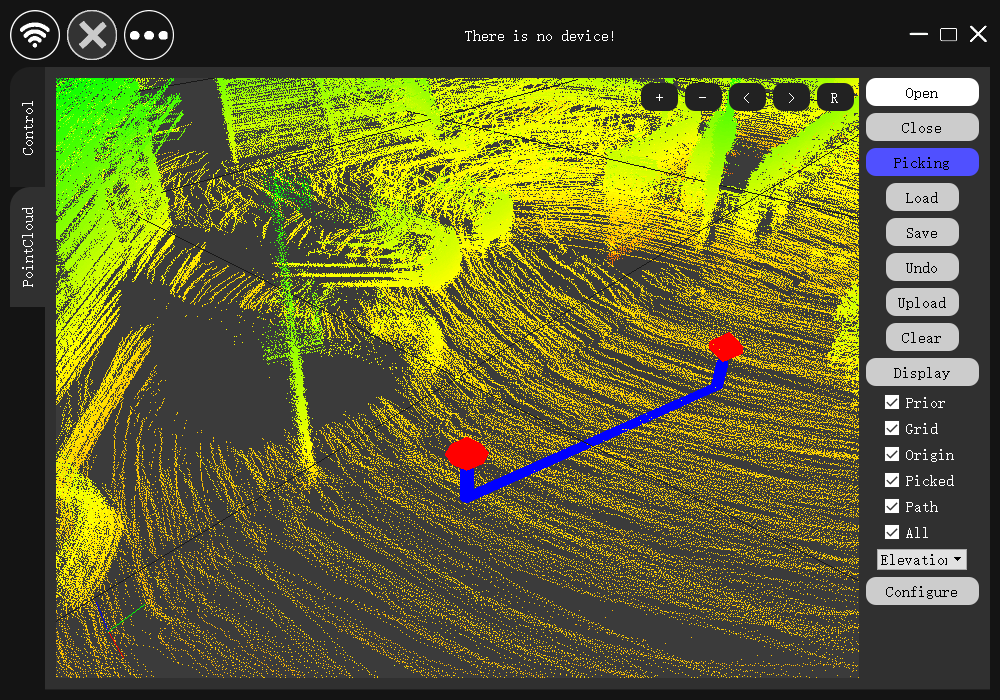 There is no device!
Control
PointCloud
+
-
<
>
R
Open
Close
Picking
Load
Save
Undo
Upload
Clear
Display
Prior
Grid
Origin
Picked
Path
All
Elevation
Configure